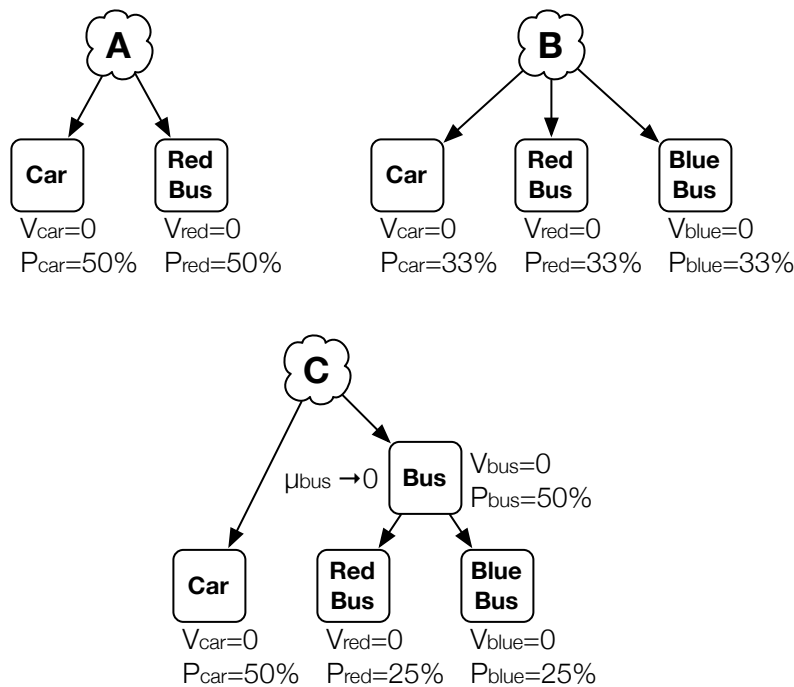 A
Car
Red
Bus
Vcar=0
Pcar=50%
Vred=0
Pred=50%
B
Car
Red
Bus
Blue
Bus
Vcar=0
Pcar=33%
Vred=0
Pred=33%
Vblue=0
Pblue=33%
C
μbus →0
Bus
Vbus=0
Pbus=50%
Car
Red
Bus
Blue
Bus
Vcar=0
Pcar=50%
Vred=0
Pred=25%
Vblue=0
Pblue=25%